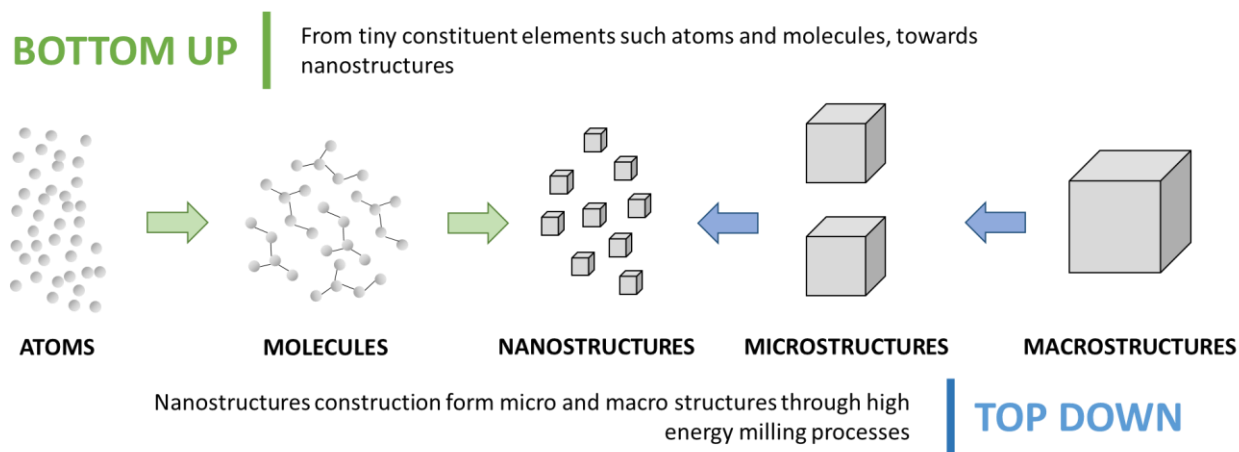 BOTTOM UP
From tiny constituent elements such atoms and molecules, towards
nanostructures
ATOMS
MOLECULES
NANOSTRUCTURES
MICROSTRUCTURES
MACROSTRUCTURES
Nanostructures construction form micro and macro structures through high
energy milling processes
TOP DOWN